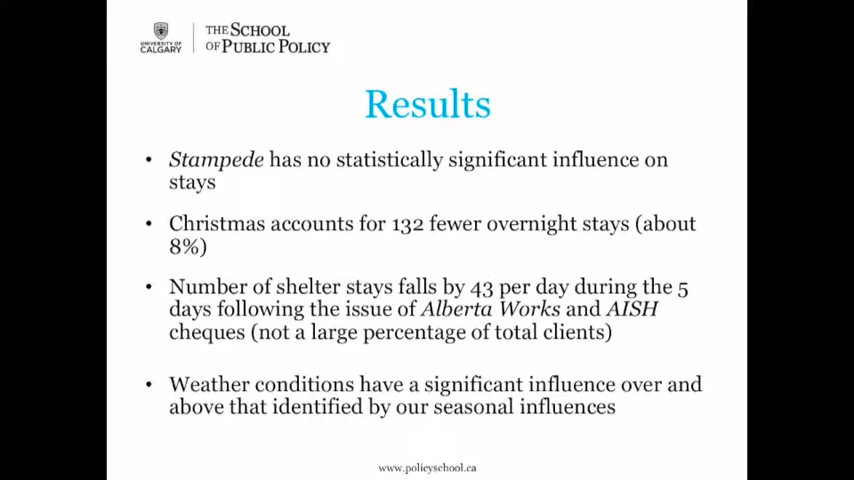 UNIVERSITY OF
CALGARY
THE SCHOOL
OF PUBLIC POLICY
Results
• Stampede has no statistically significant influence on
stays
• Christmas accounts for 132 fewer overnight stays (about
8%)
• Number of shelter stays falls by 43 per day during the 5
days following the issue of Alberta Works and AISH
cheques (not a large percentage of total clients)
• Weather conditions have a significant influence over and
above that identified by our seasonal influences
www.policyschool.ca